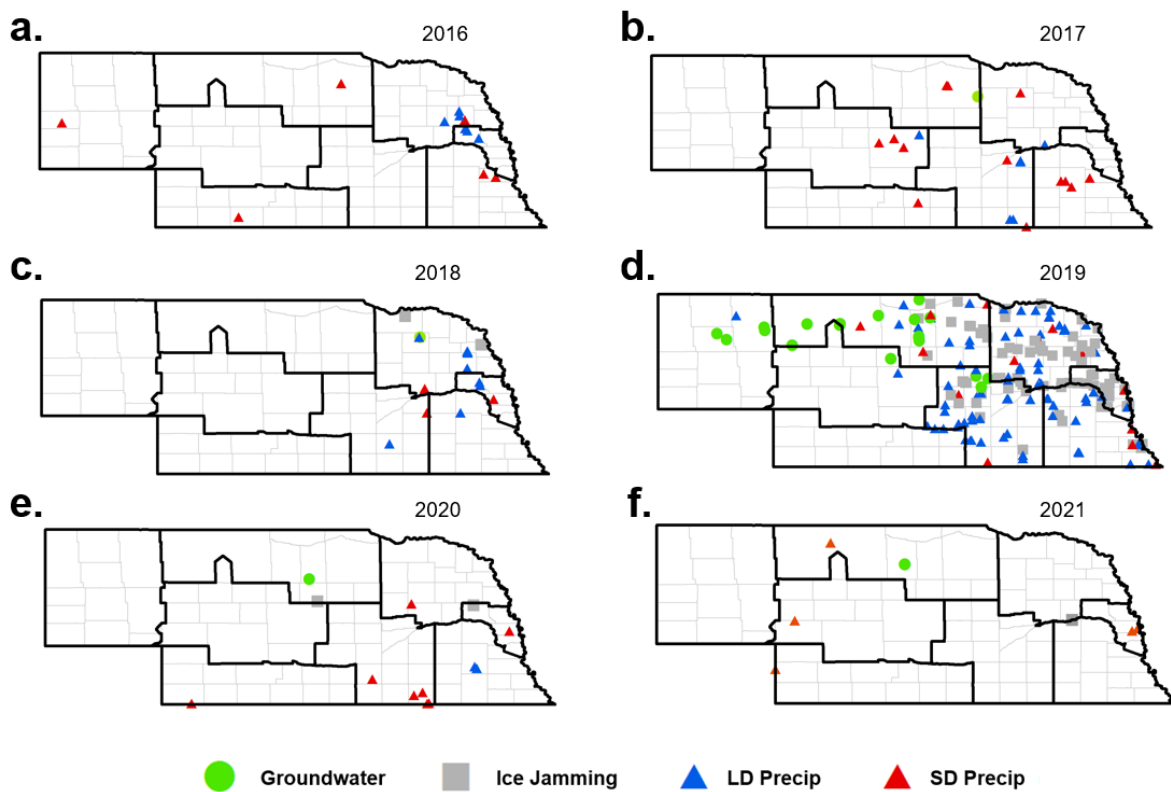 a. 2016
b. 2017
c. 2018
d. 2019
e. 2020
f. 2021
Groundwater Ice Jamming LD Precip SD Precip